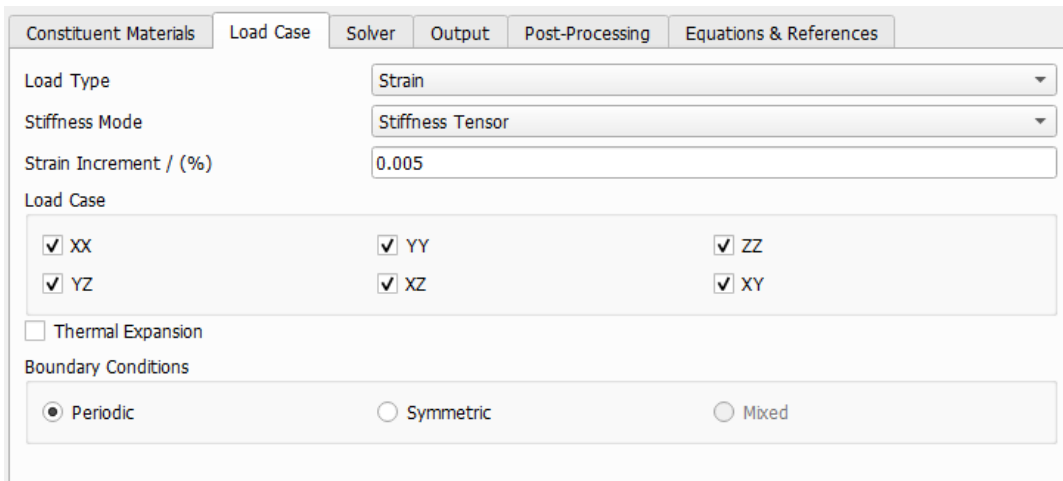 Constituent Materials Load Case Solver Output Post-Processing Equations & References
Load Type Strain
Stiffness Mode Stiffness Tensor
Strain Increment / (%) 0.005
Load Case
XX YY ZZ
YZ XZ XY
Thermal Expansion
Boundary Conditions
Periodic Symmetric Mixed